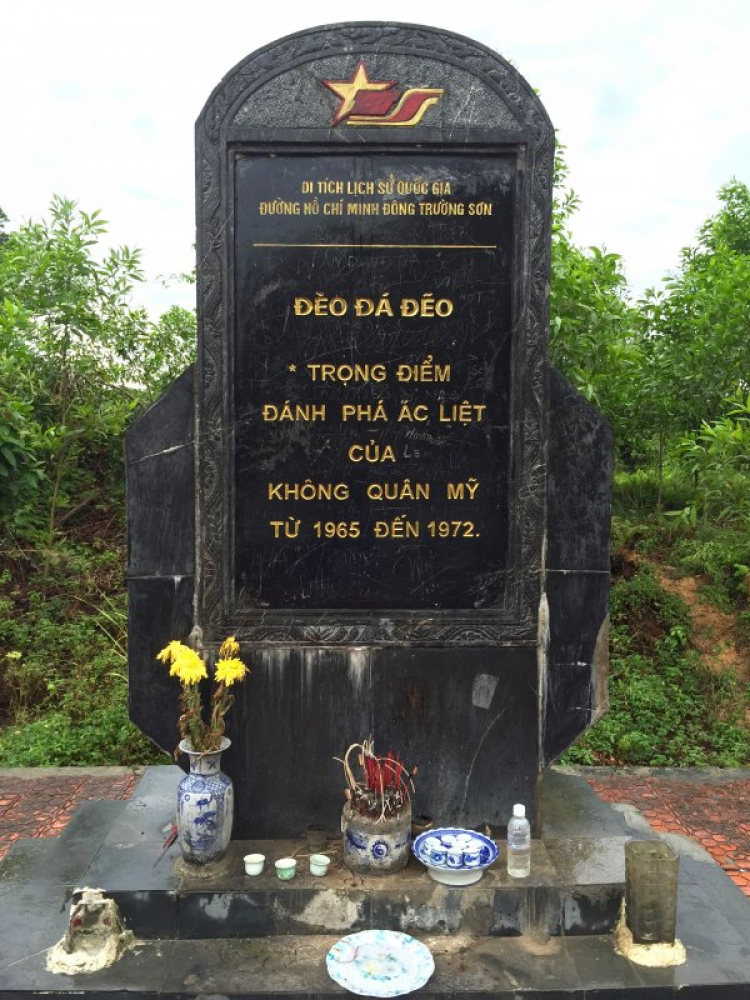 DI TÍCH LỊCH SỬ QUỐC GIA
ĐƯỜNG HỒ CHÍ MINH ĐÔNG TRƯỜNG SƠN
ĐÈO ĐÁ ĐẼO
* TRỌNG ĐIỂM
ĐÁNH PHÁ ÁC LIỆT
CỦA
KHÔNG QUÂN MỸ
TỪ 1965 ĐẾN 1972.